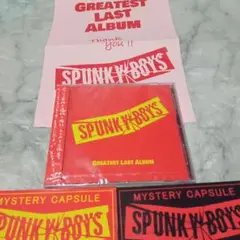 GREATEST
LAST
ALBUM
THANK
YOU!!
SPUNKY BOYS
SPUNKY BOYS
GREATEST LAST ALBUM
MYSTERY CAPSULE
SPUNKY BOYS
MYSTERY CAPSULE
SPUNKY BOYS